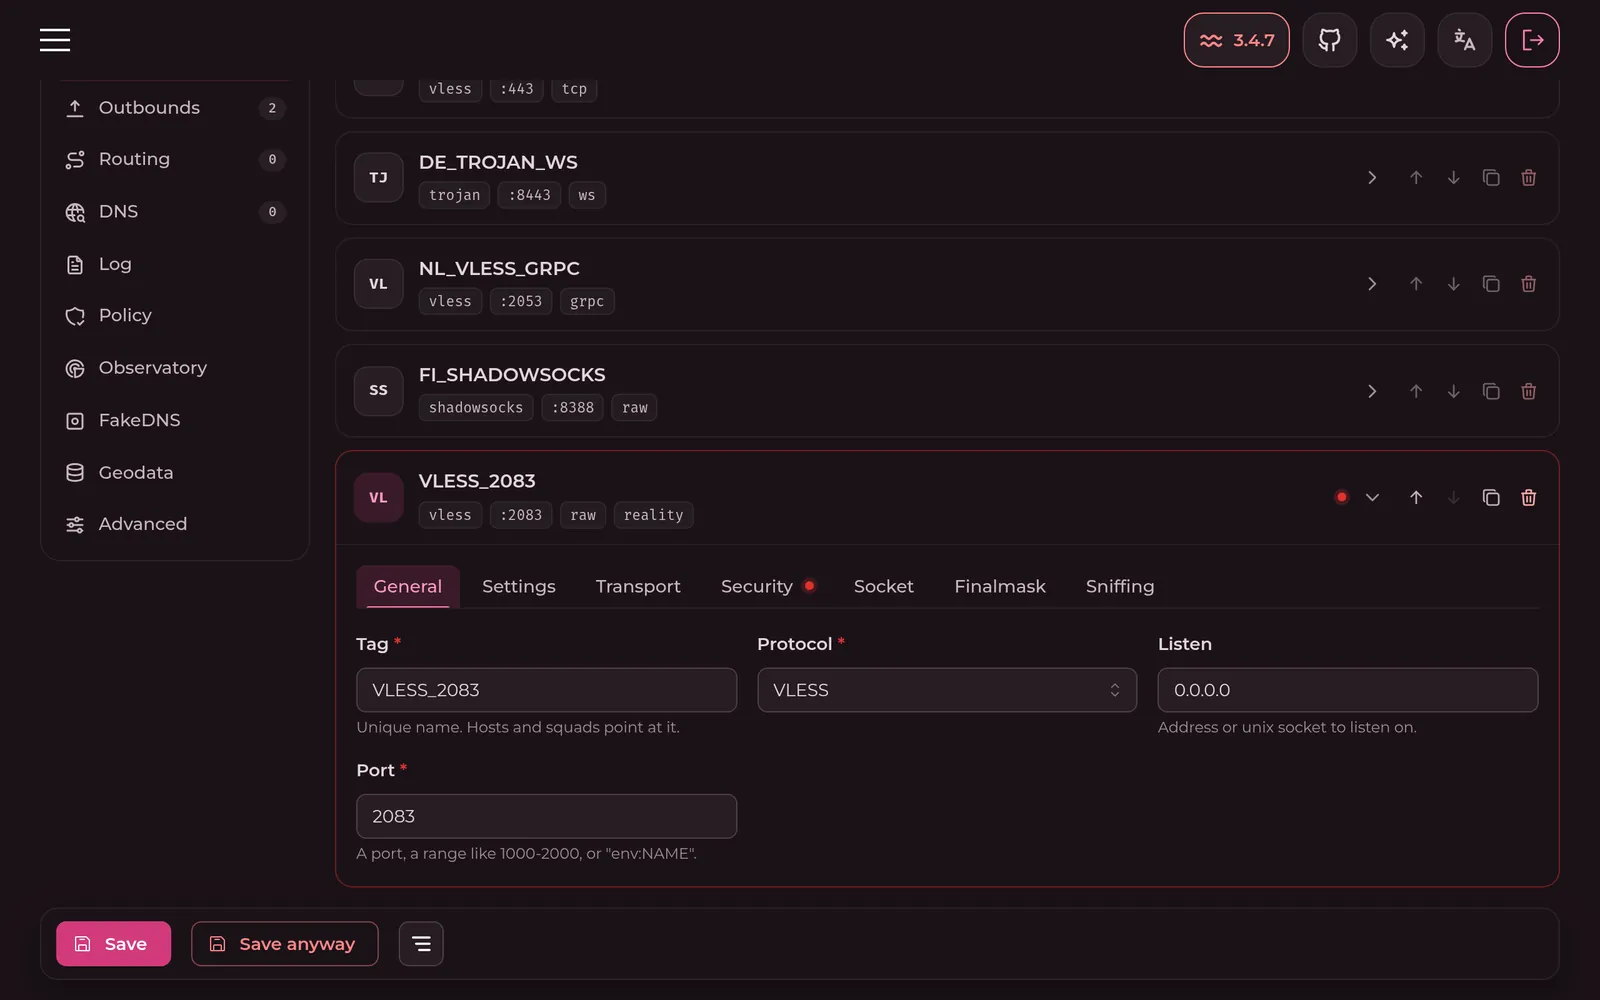 3.4.7
Outbounds 2
Routing 0
DNS 0
Log
Policy
Observatory
FakeDNS
Geodata
Advanced
vless :443 tcp
TJ
DE_TROJAN_WS
trojan :8443 ws
VL
NL_VLESS_GRPC
vless :2053 grpc
SS
FI_SHADOWSOCKS
shadowsocks :8388 raw
VL
VLESS_2083
vless :2083 raw reality
General Settings Transport Security Socket Finalmask Sniffing
Tag * Protocol * Listen
VLESS_2083 VLESS 0.0.0.0
Unique name. Hosts and squads point at it. Address or unix socket to listen on.
Port *
2083
A port, a range like 1000-2000, or "env:NAME".
Save Save anyway